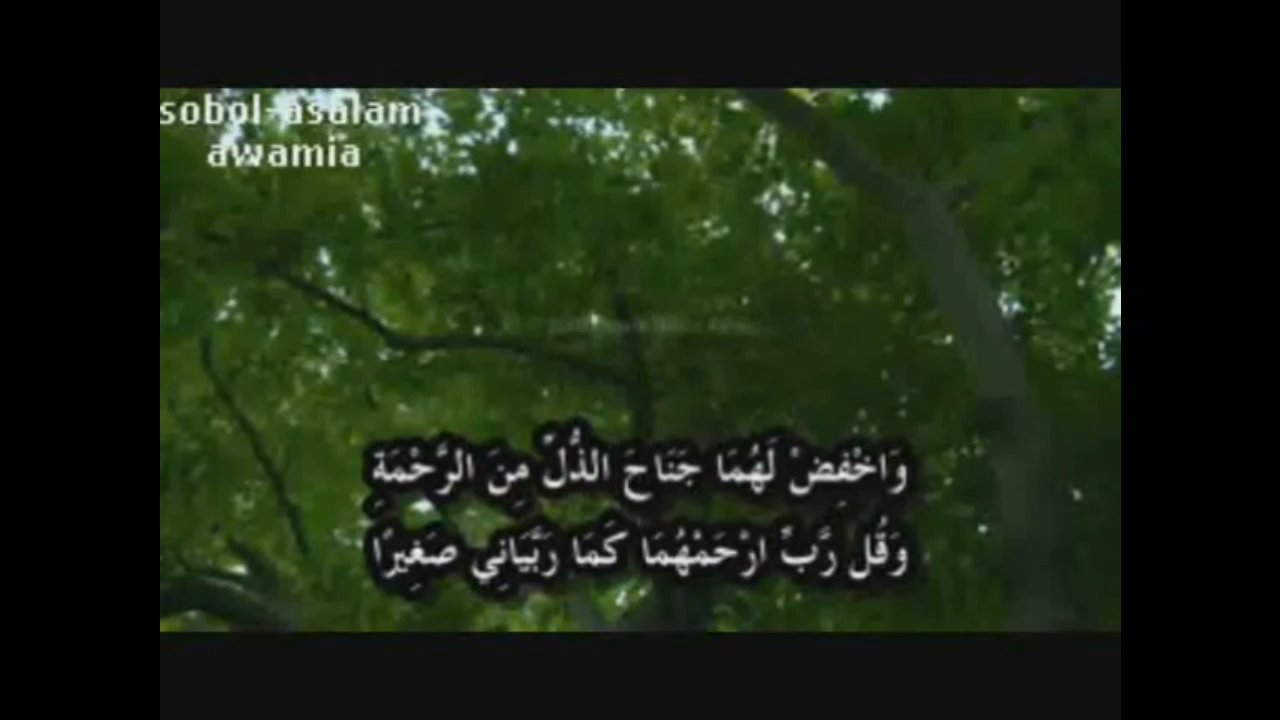 sobol-asalam
awamia
وَاخْفِضْ لَهُمَا جَنَاحَ الذُّلِّ مِنَ الرَّحْمَةِ
وَقُل رَّبِّ ارْحَمْهُمَا كَمَا رَبَّيَانِي صَغِيرًا